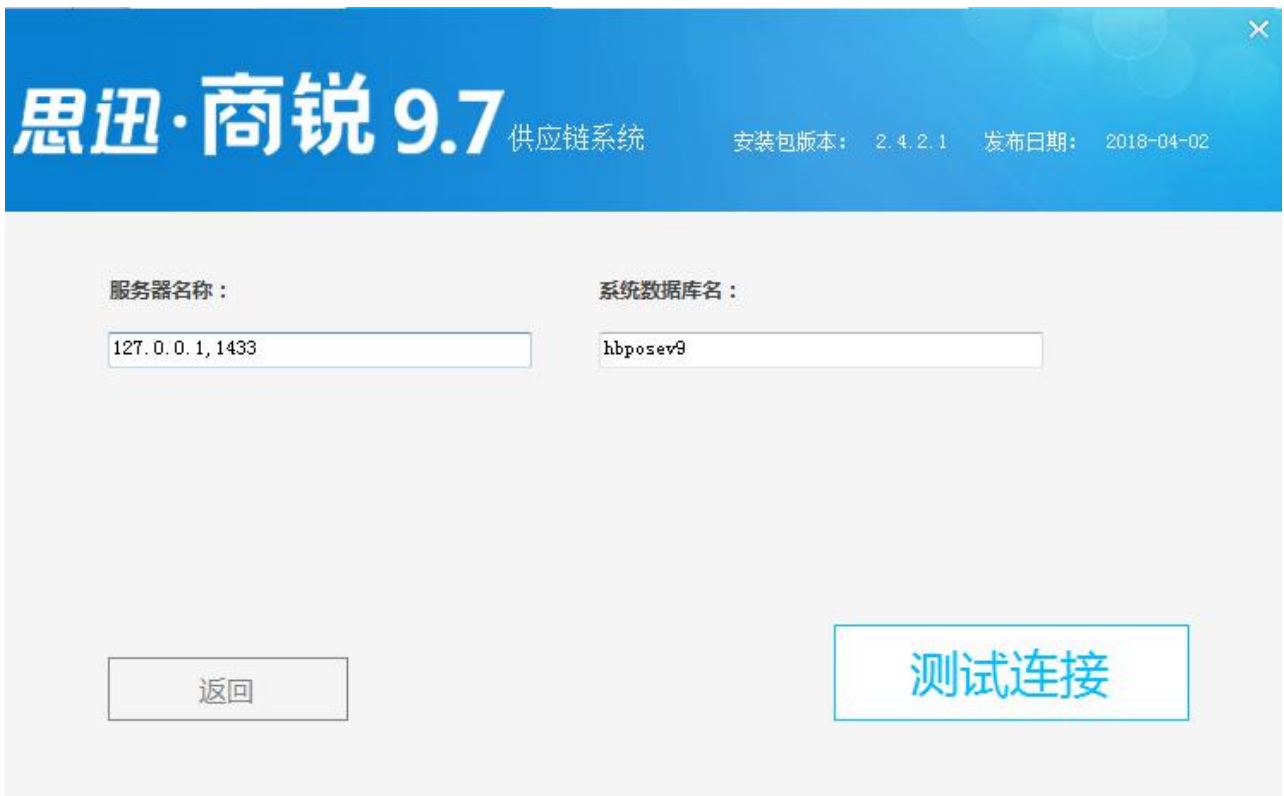 思迅·商锐 9.7 供应链系统 安装包版本： 2.4.2.1 发布日期： 2018-04-02
服务器名称： 系统数据库名：
127.0.0.1,1433 hbposev9
返回 测试连接